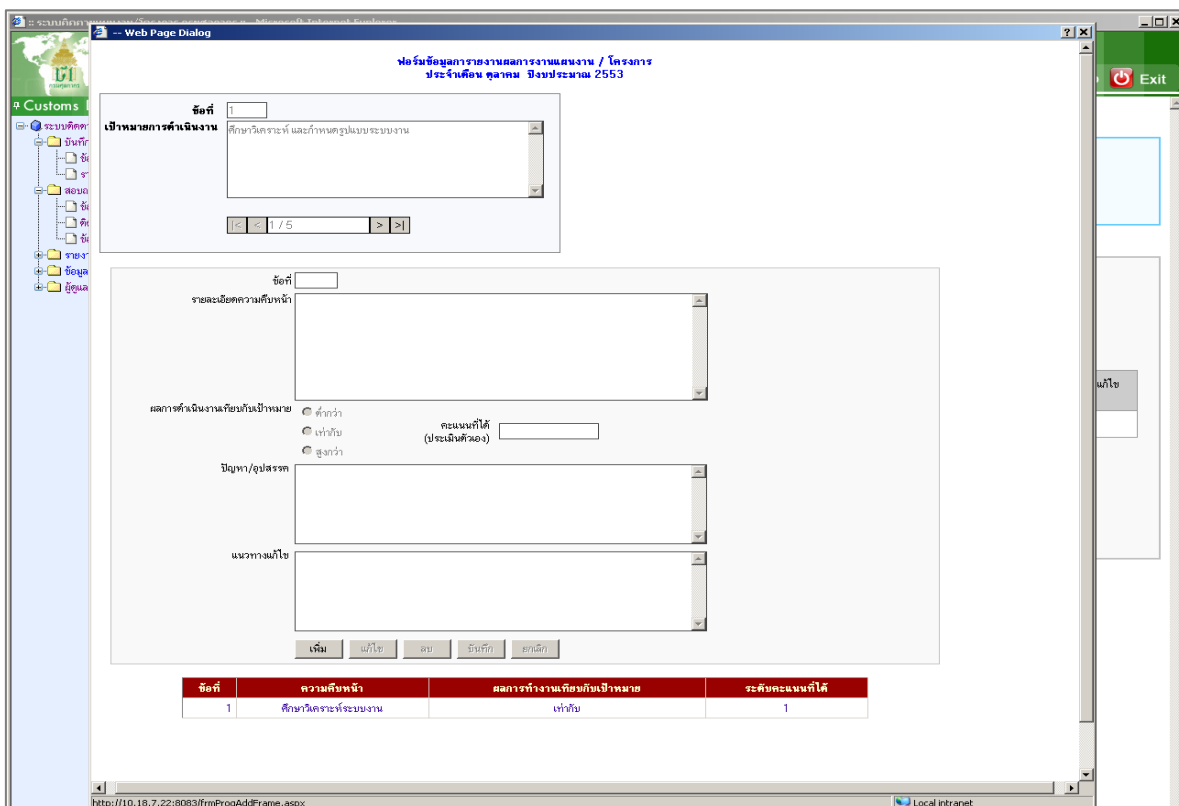 -- Web Page Dialog
ฟอร์มข้อมูลการายงานผลการงานแผนงาน / โครงการ
ประจำเดือน ตุลาคม ปีงบประมาณ 2553
Exit
Customs
ข้อที่ 1
เป้าหมายการดำเนินงาน ศึกษาวิเคราะห์ และกำหนดรูปแบบระบบงาน
|< < 1 / 5 > >|
ข้อที่
รายละเอียดความคืบหน้า
ผลการดำเนินงานเทียบกับเป้าหมาย ต่ำกว่า
เท่ากับ
สูงกว่า
คะแนนที่ได้
(ประเมินตัวเอง)
ปัญหา/อุปสรรค
แนวทางแก้ไข
เพิ่ม แก้ไข ลบ บันทึก ยกเลิก
ข้อที่ ความคืบหน้า ผลการทำงานเทียบกับเป้าหมาย ระดับคะแนนที่ได้
1 ศึกษาวิเคราะห์ระบบงาน เท่ากับ 1
http://10.18.7.22:8083/frmProgAddFrame.aspx
Local intranet